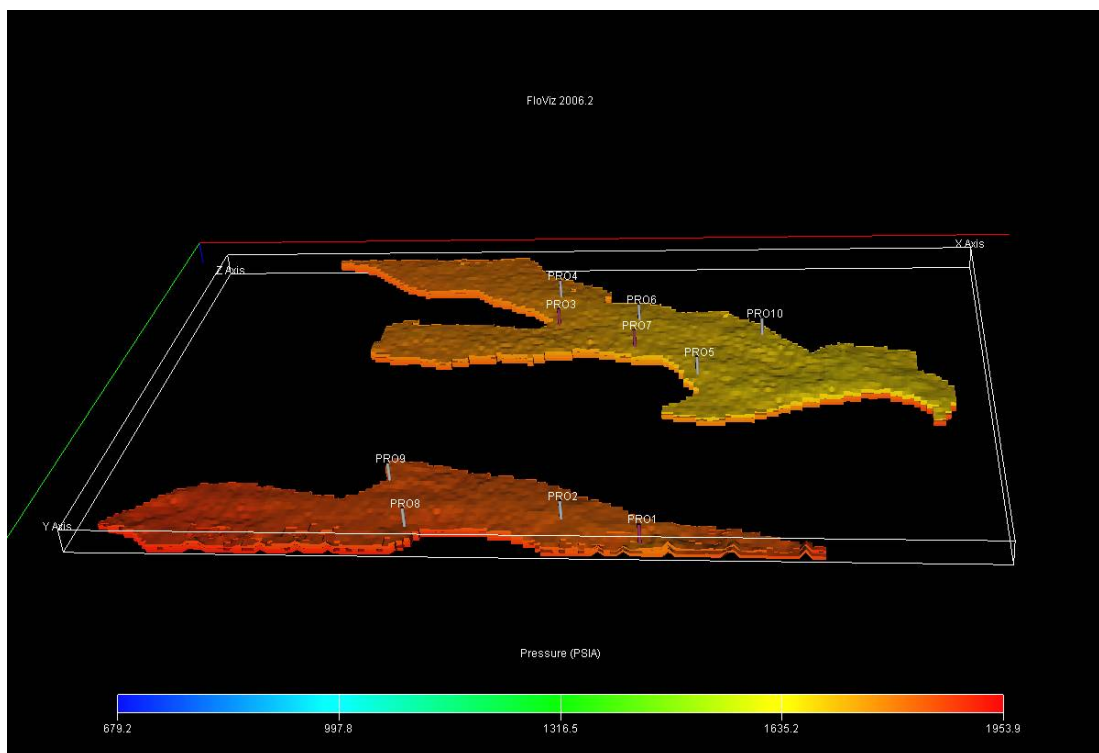 FloViz 2006.2
X Axis
Z Axis
PRO4
PRO3
PRO6
PRO7
PRO10
PRO5
PRO9
PRO8
PRO2
PRO1
Y Axis
Pressure (PSIA)
679.2 997.8 1316.5 1635.2 1953.9